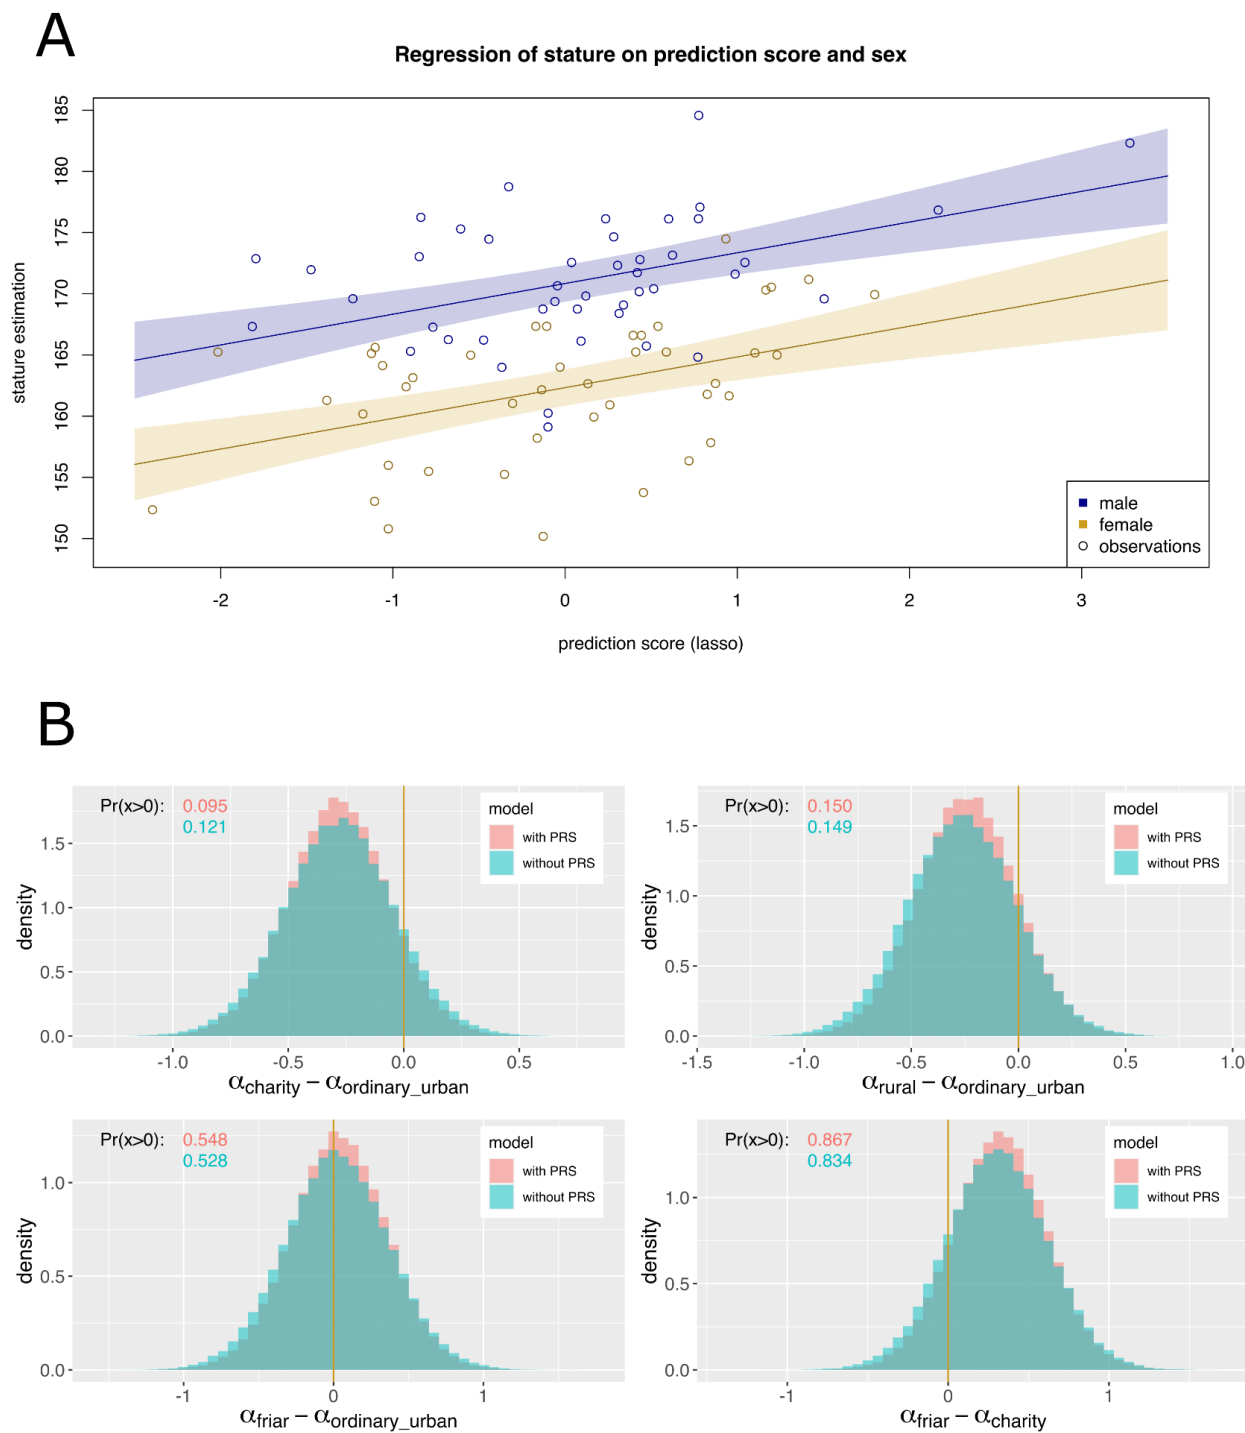 A
Regression of stature on prediction score and sex
stature estimation
185
180
175
170
165
160
155
150
male
female
observations
-2 -1 0 1 2 3
prediction score (lasso)
B
Pr(x>0): 0.095
0.121
model
with PRS
without PRS
density
1.5
1.0
0.5
0.0
-1.0 -0.5 0.0 0.5
αcharity – αordinary_urban
Pr(x>0): 0.150
0.149
model
with PRS
without PRS
density
1.5
1.0
0.5
0.0
-1.5 -1.0 -0.5 0.0 0.5 1.0
αrural – αordinary_urban
Pr(x>0): 0.548
0.528
model
with PRS
without PRS
density
1.0
0.5
0.0
-1 0 1
αfriar – αordinary_urban
Pr(x>0): 0.867
0.834
model
with PRS
without PRS
density
1.0
0.5
0.0
-1 0 1
αfriar – αcharity